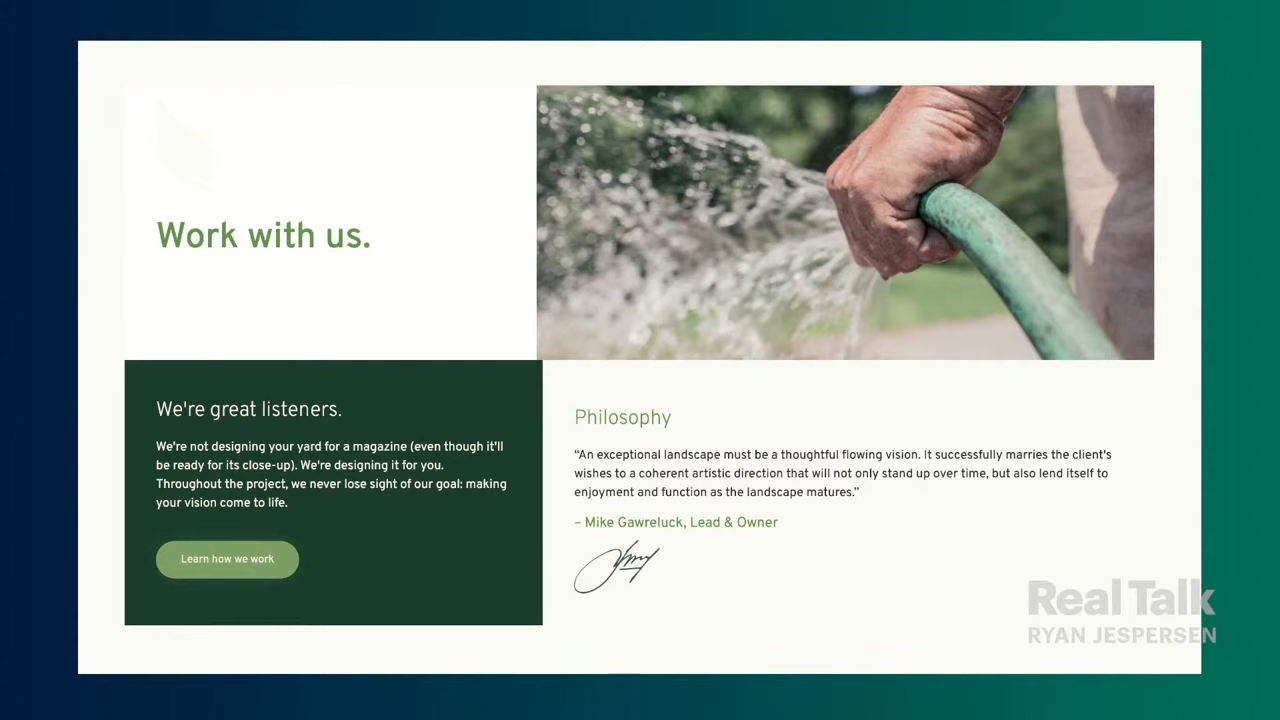 Work with us.
We're great listeners.
We're not designing your yard for a magazine (even though it'll
be ready for its close-up). We're designing it for you.
Throughout the project, we never lose sight of our goal: making
your vision come to life.
Learn how we work
Philosophy
“An exceptional landscape must be a thoughtful flowing vision. It successfully marries the client's
wishes to a coherent artistic direction that will not only stand up over time, but also lend itself to
enjoyment and function as the landscape matures.”
– Mike Gawreluck, Lead & Owner
Real Talk
RYAN JESPERSEN